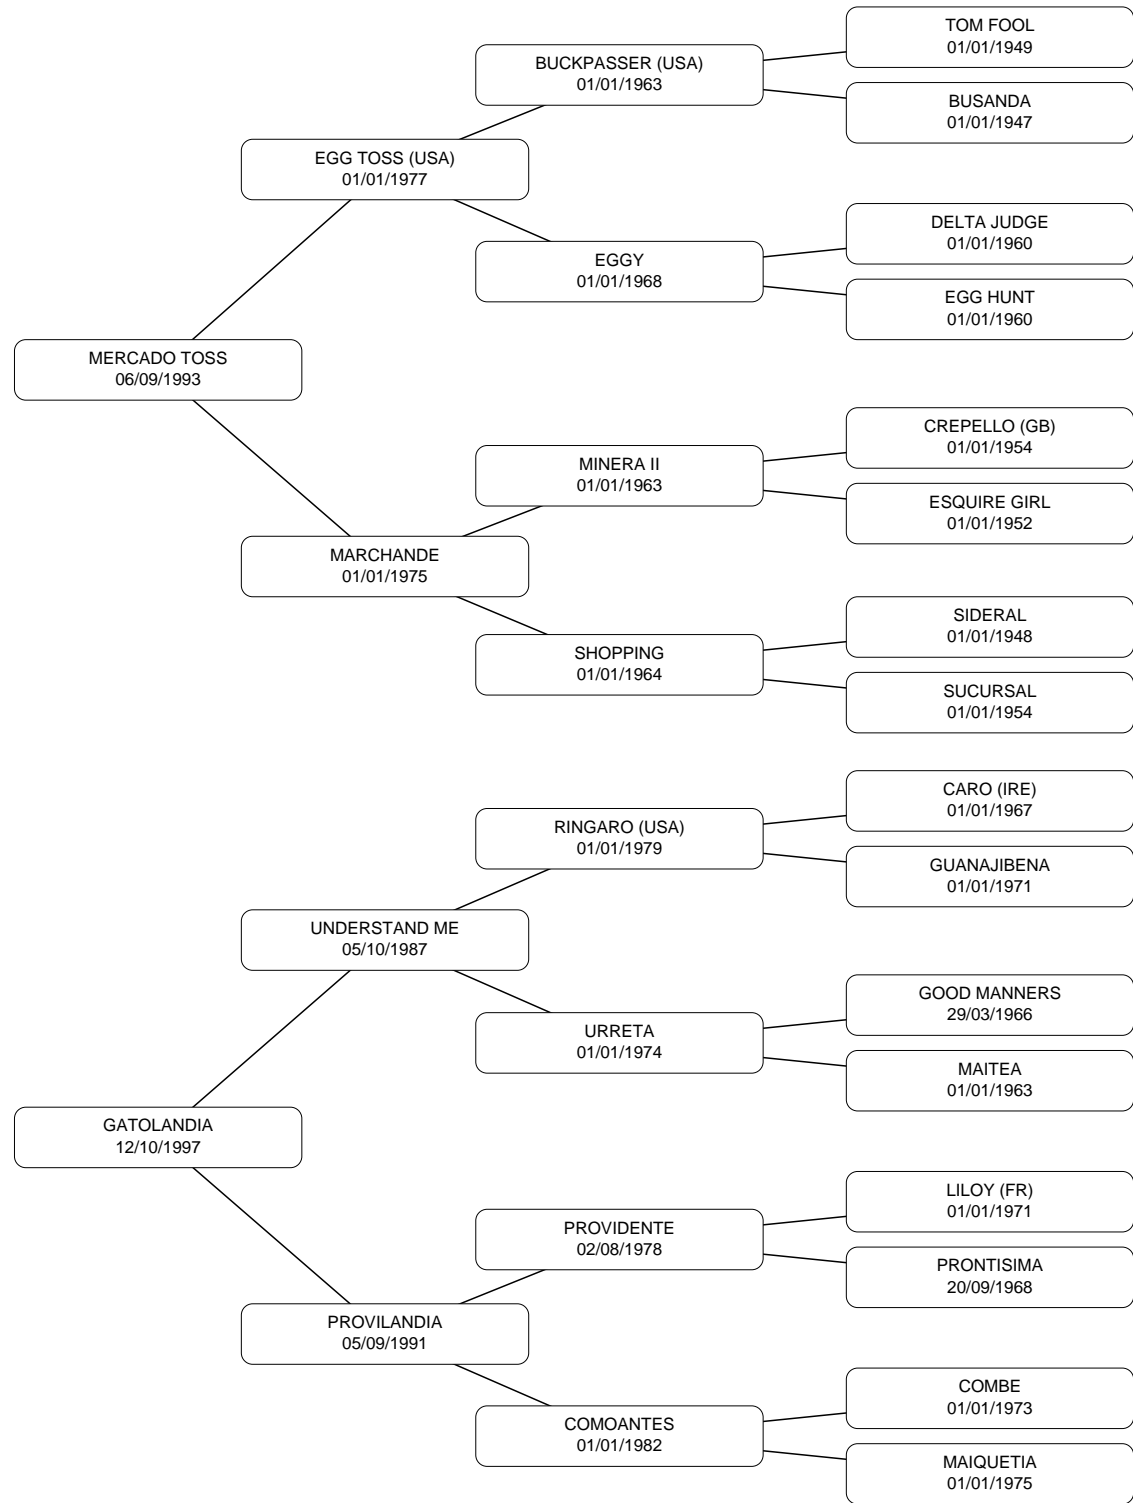 TOM FOOL
01/01/1949
BUCKPASSER (USA)
01/01/1963
BUSANDA
01/01/1947
EGG TOSS (USA)
01/01/1977
DELTA JUDGE
01/01/1960
EGGY
01/01/1968
EGG HUNT
01/01/1960
MERCADO TOSS
06/09/1993
CREPELLO (GB)
01/01/1954
MINERA II
01/01/1963
ESQUIRE GIRL
01/01/1952
MARCHANDE
01/01/1975
SIDERAL
01/01/1948
SHOPPING
01/01/1964
SUCURSAL
01/01/1954
CARO (IRE)
01/01/1967
RINGARO (USA)
01/01/1979
GUANAJIBENA
01/01/1971
UNDERSTAND ME
05/10/1987
GOOD MANNERS
29/03/1966
URRETA
01/01/1974
MAITEA
01/01/1963
GATOLANDIA
12/10/1997
LILOY (FR)
01/01/1971
PROVIDENTE
02/08/1978
PRONTISIMA
20/09/1968
PROVILANDIA
05/09/1991
COMBE
01/01/1973
COMOANTES
01/01/1982
MAIQUETIA
01/01/1975